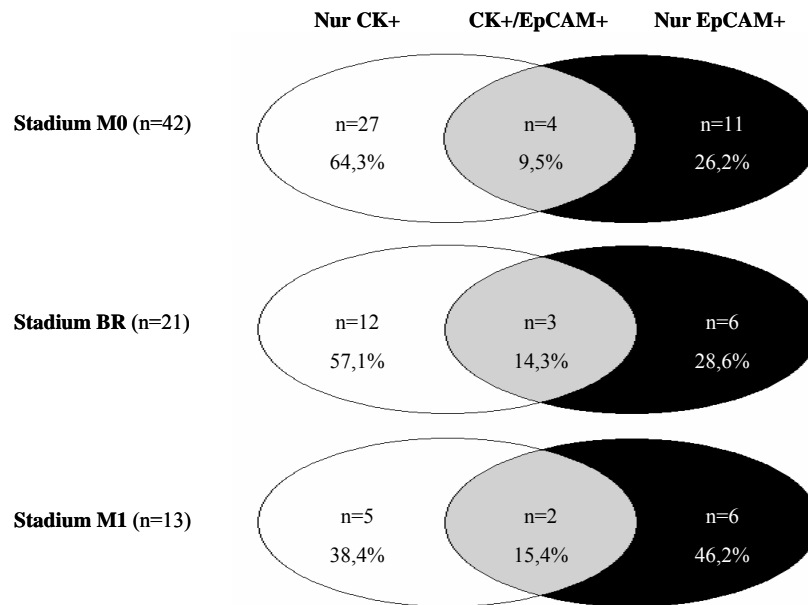 Nur CK+ CK+/EpCAM+ Nur EpCAM+
Stadium M0 (n=42) n=27 n=4 n=11
64,3% 9,5% 26,2%
Stadium BR (n=21) n=12 n=3 n=6
57,1% 14,3% 28,6%
Stadium M1 (n=13) n=5 n=2 n=6
38,4% 15,4% 46,2%